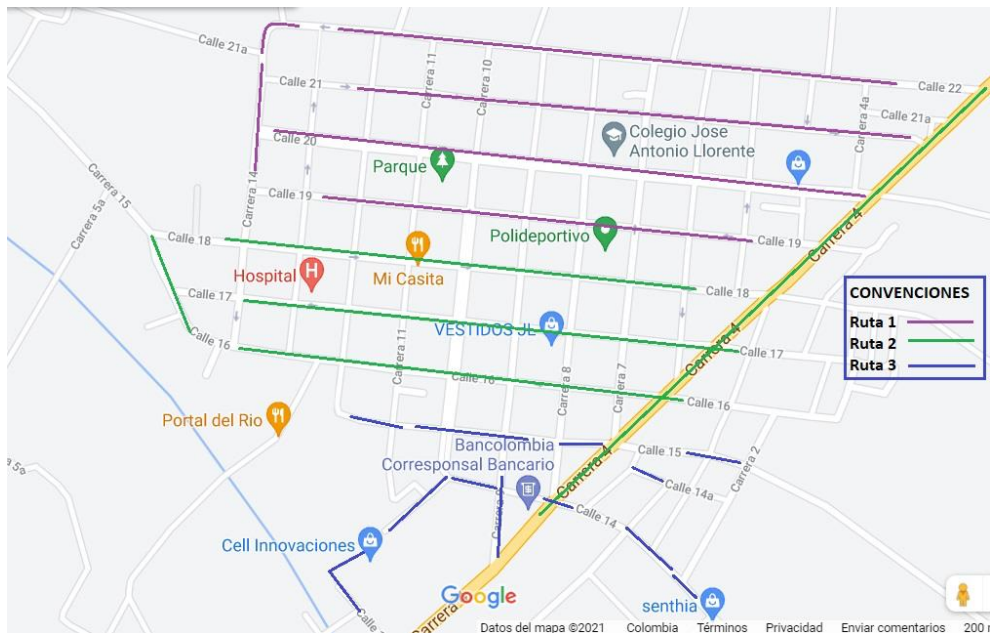 Calle 21a
Calle 22
Carrera 11
Carrera 10
Calle 21
Carrera 4a
Calle 21a
Colegio Jose
Antonio Llorente
Calle 20
Parque
Carrera 14
Carrera 5a
Carrera 15
Calle 19
Polideportivo
Calle 19
Carrera 4
Calle 18
Mi Casita
Hospital
H
Calle 18
CONVENCIONES
Ruta 1
Ruta 2
Ruta 3
Calle 17
VESTIDOS JL
Carrera 4
Calle 17
Calle 16
Carrera 11
Calle 16
Carrera 8
Carrera 7
Calle 16
Portal del Rio
Bancolombia
Corresponsal Bancario
Carrera 4
Calle 15
Carrera 2
Calle 14a
Calle 14
Cell Innovaciones
Google
senthia
Carrera
Datos del mapa ©2021 Colombia Términos Privacidad Enviar comentarios 200